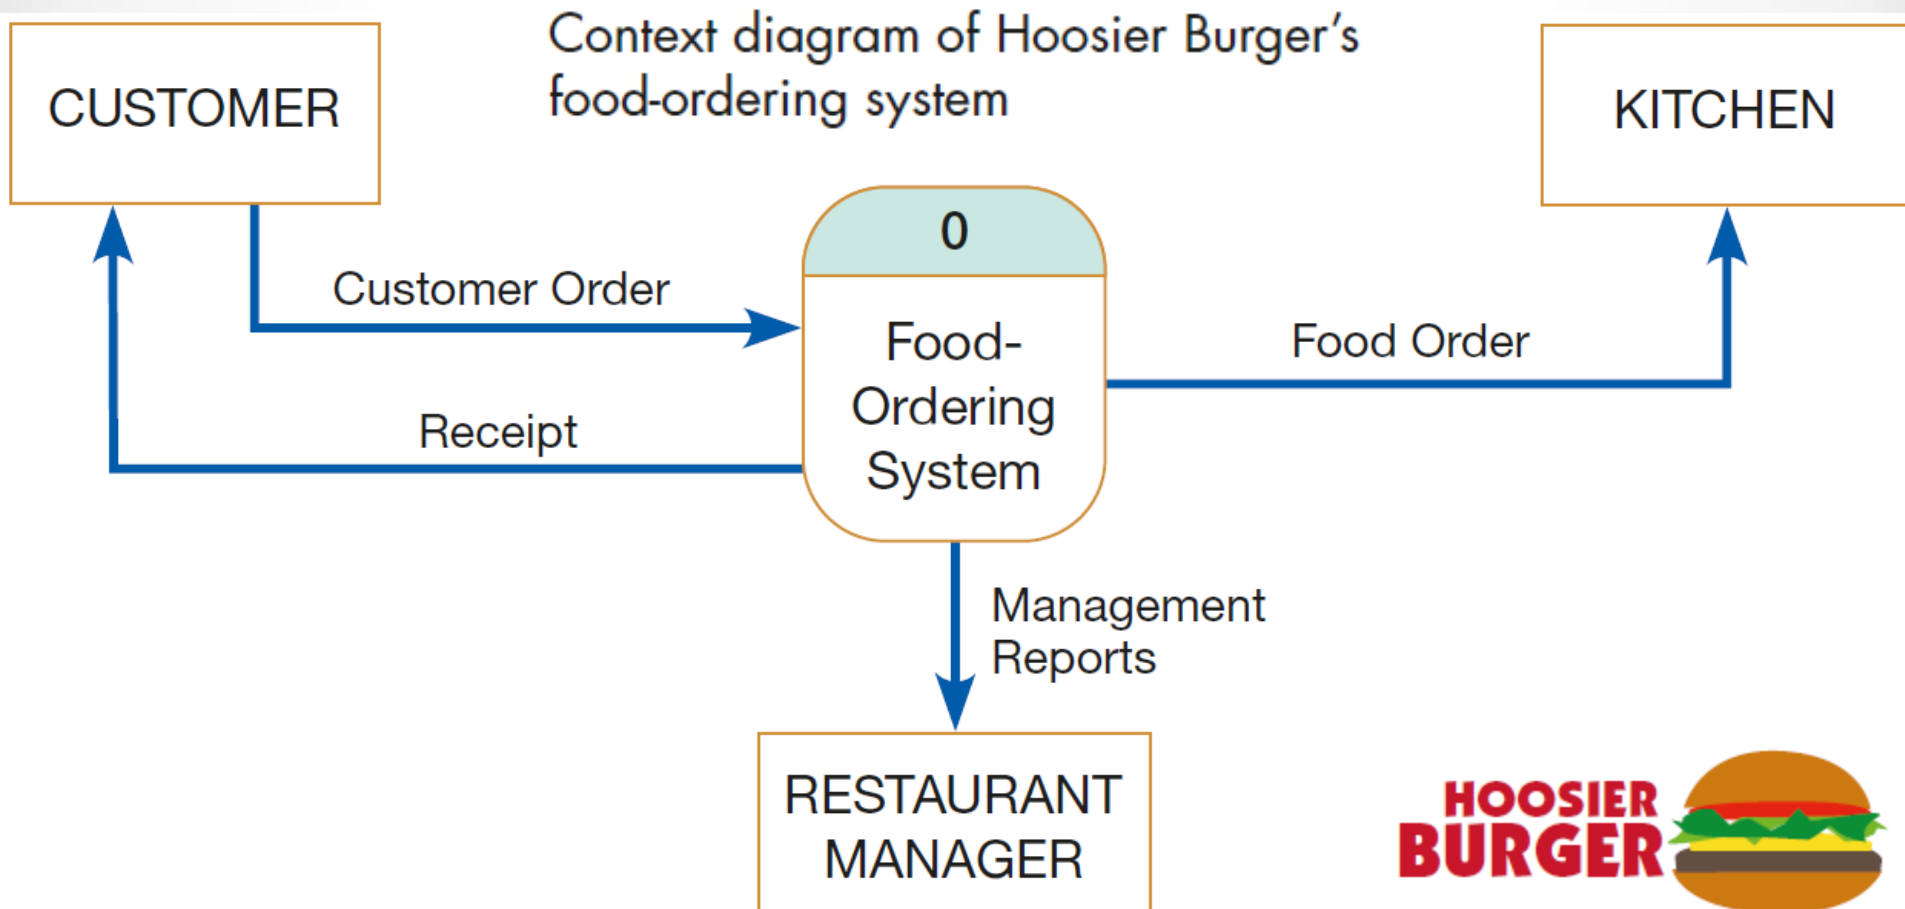 Context diagram of Hoosier Burger's
food-ordering system
CUSTOMER
KITCHEN
0
Customer Order
Food-
Ordering
System
Food Order
Receipt
Management
Reports
RESTAURANT
MANAGER
HOOSIER
BURGER